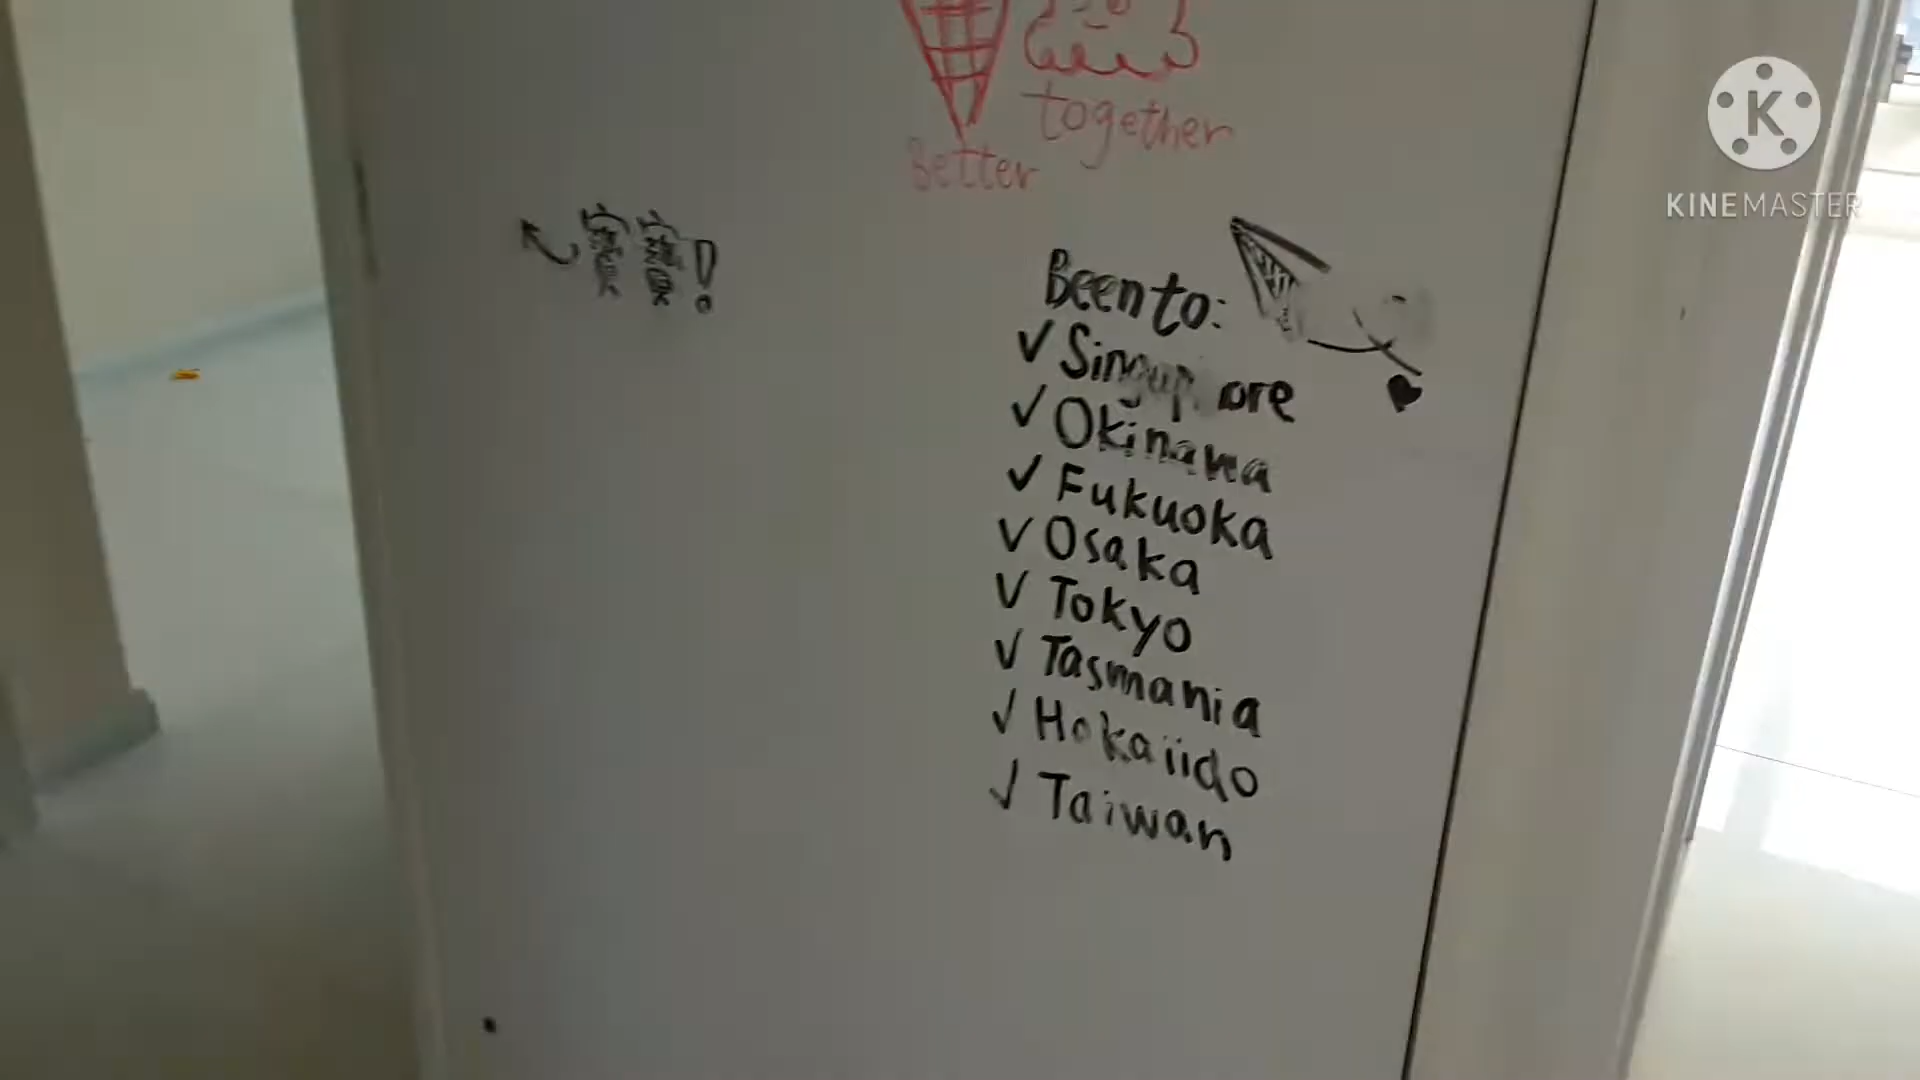 together
Better
寶寶!
Been to:
✓ Singapore
✓ Okinawa
✓ Fukuoka
✓ Osaka
✓ Tokyo
✓ Tasmania
✓ Hokaiido
✓ Taiwan
K
KINEMASTER